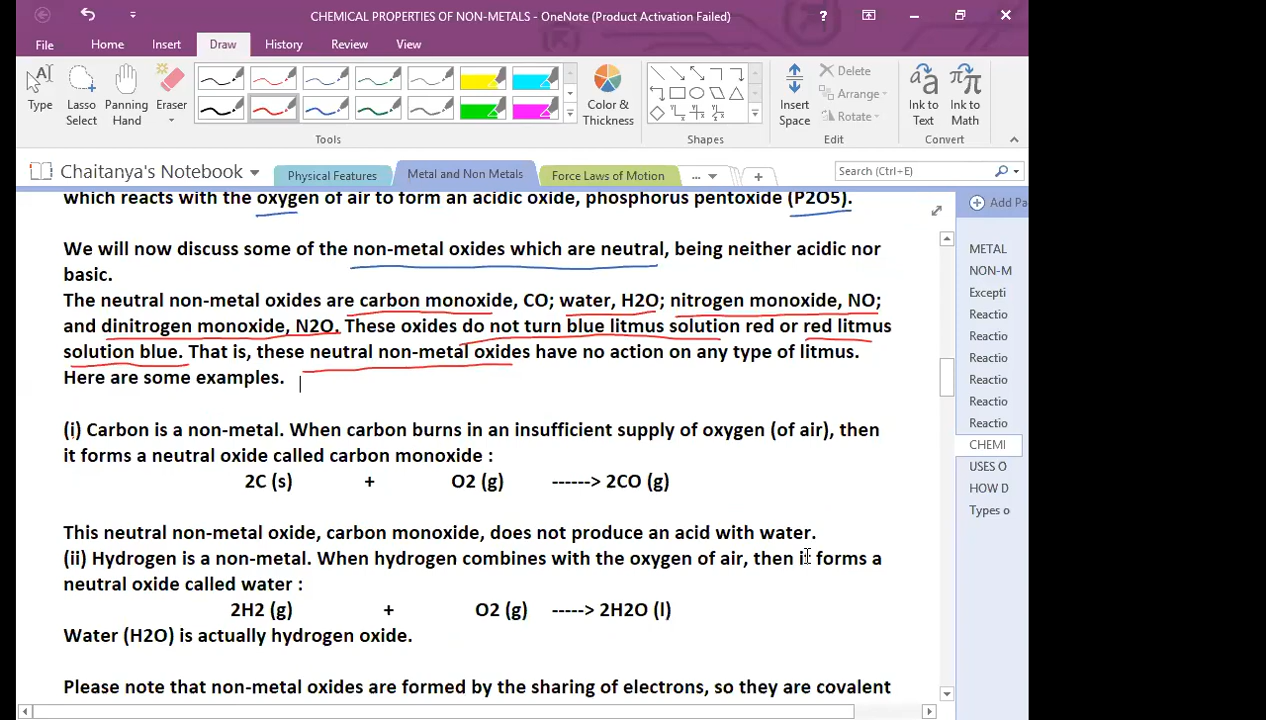 CHEMICAL PROPERTIES OF NON-METALS - OneNote (Product Activation Failed)
?
File Home Insert Draw History Review View
Type Lasso Select Panning Hand Eraser Color & Thickness Insert Space Delete Arrange Rotate Ink to Text Ink to Math
Tools Shapes Edit Convert
Chaitanya's Notebook Physical Features Metal and Non Metals Force Laws of Motion ... + Search (Ctrl+E)
which reacts with the oxygen of air to form an acidic oxide, phosphorus pentoxide (P2O5).
We will now discuss some of the non-metal oxides which are neutral, being neither acidic nor
basic.
The neutral non-metal oxides are carbon monoxide, CO; water, H2O; nitrogen monoxide, NO;
and dinitrogen monoxide, N2O. These oxides do not turn blue litmus solution red or red litmus
solution blue. That is, these neutral non-metal oxides have no action on any type of litmus.
Here are some examples.
(i) Carbon is a non-metal. When carbon burns in an insufficient supply of oxygen (of air), then
it forms a neutral oxide called carbon monoxide :
2C (s) + O2 (g) ------> 2CO (g)
This neutral non-metal oxide, carbon monoxide, does not produce an acid with water.
(ii) Hydrogen is a non-metal. When hydrogen combines with the oxygen of air, then it forms a
neutral oxide called water :
2H2 (g) + O2 (g) -----> 2H2O (l)
Water (H2O) is actually hydrogen oxide.
Please note that non-metal oxides are formed by the sharing of electrons, so they are covalent
Add Pa
METAL
NON-M
Excepti
Reactio
Reactio
Reactio
Reactio
Reactio
Reactio
CHEMI
USES O
HOW D
Types o